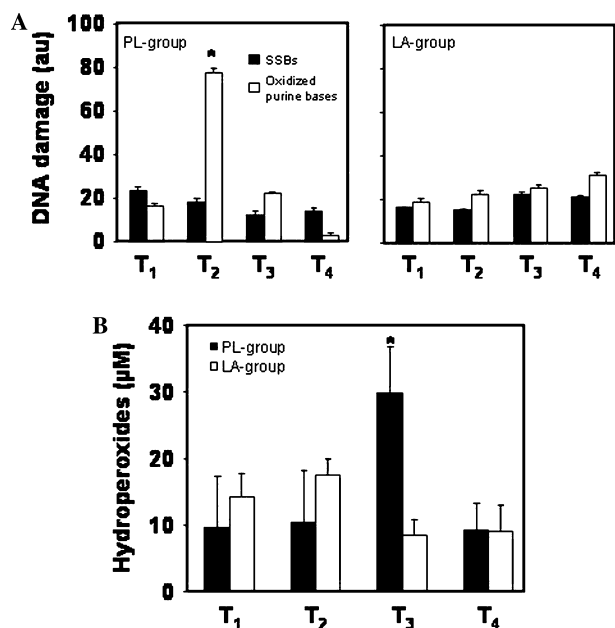 A
PL-group
LA-group
DNA damage (au)
100
80
60
40
20
0
*
SSBs
Oxidized
purine bases
T1 T2 T3 T4
T1 T2 T3 T4
B
Hydroperoxides (µM)
40
30
20
10
0
PL-group
LA-group
*
T1 T2 T3 T4